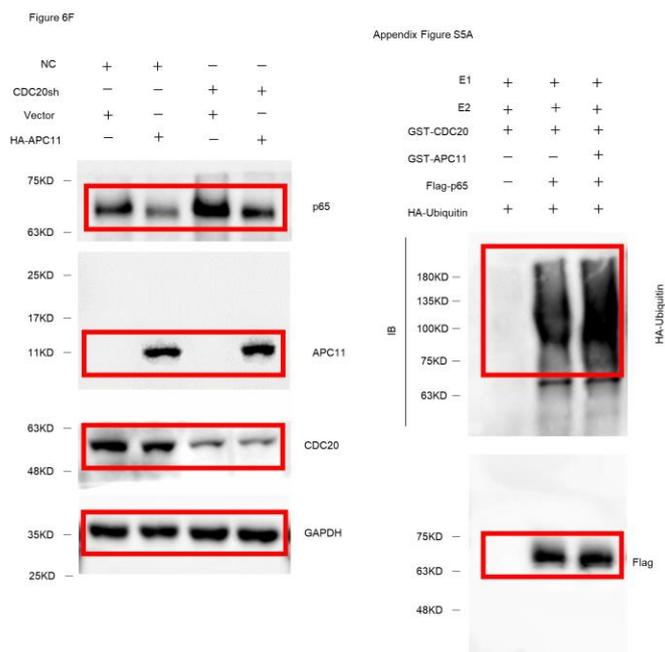 Figure 6F
NC + + − −
CDC20sh − − + +
Vector + − + −
HA-APC11 − + − +
75KD
63KD
p65
25KD
17KD
11KD
APC11
63KD
48KD
CDC20
35KD
25KD
GAPDH
Appendix Figure S5A
E1 + + +
E2 + + +
GST-CDC20 + + +
GST-APC11 − − +
Flag-p65 − + +
HA-Ubiquitin + + +
IB
180KD
135KD
100KD
75KD
63KD
HA-Ubiquitin
75KD
63KD
48KD
Flag